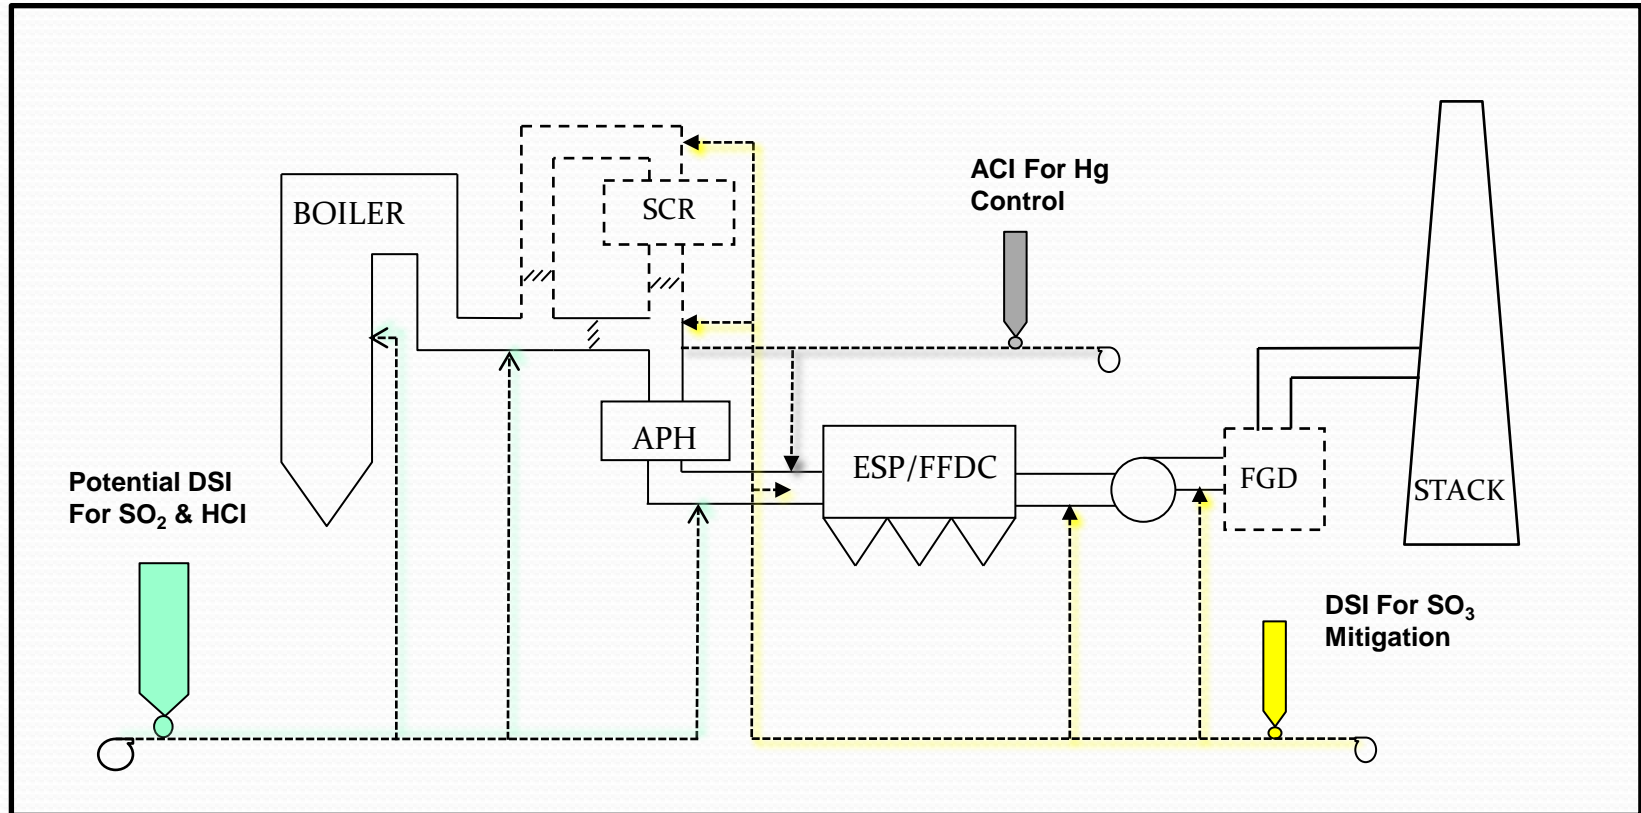 BOILER
SCR
ACI For Hg
Control
APH
ESP/FFDC
FGD
STACK
Potential DSI
For SO₂ & HCl
DSI For SO₃
Mitigation